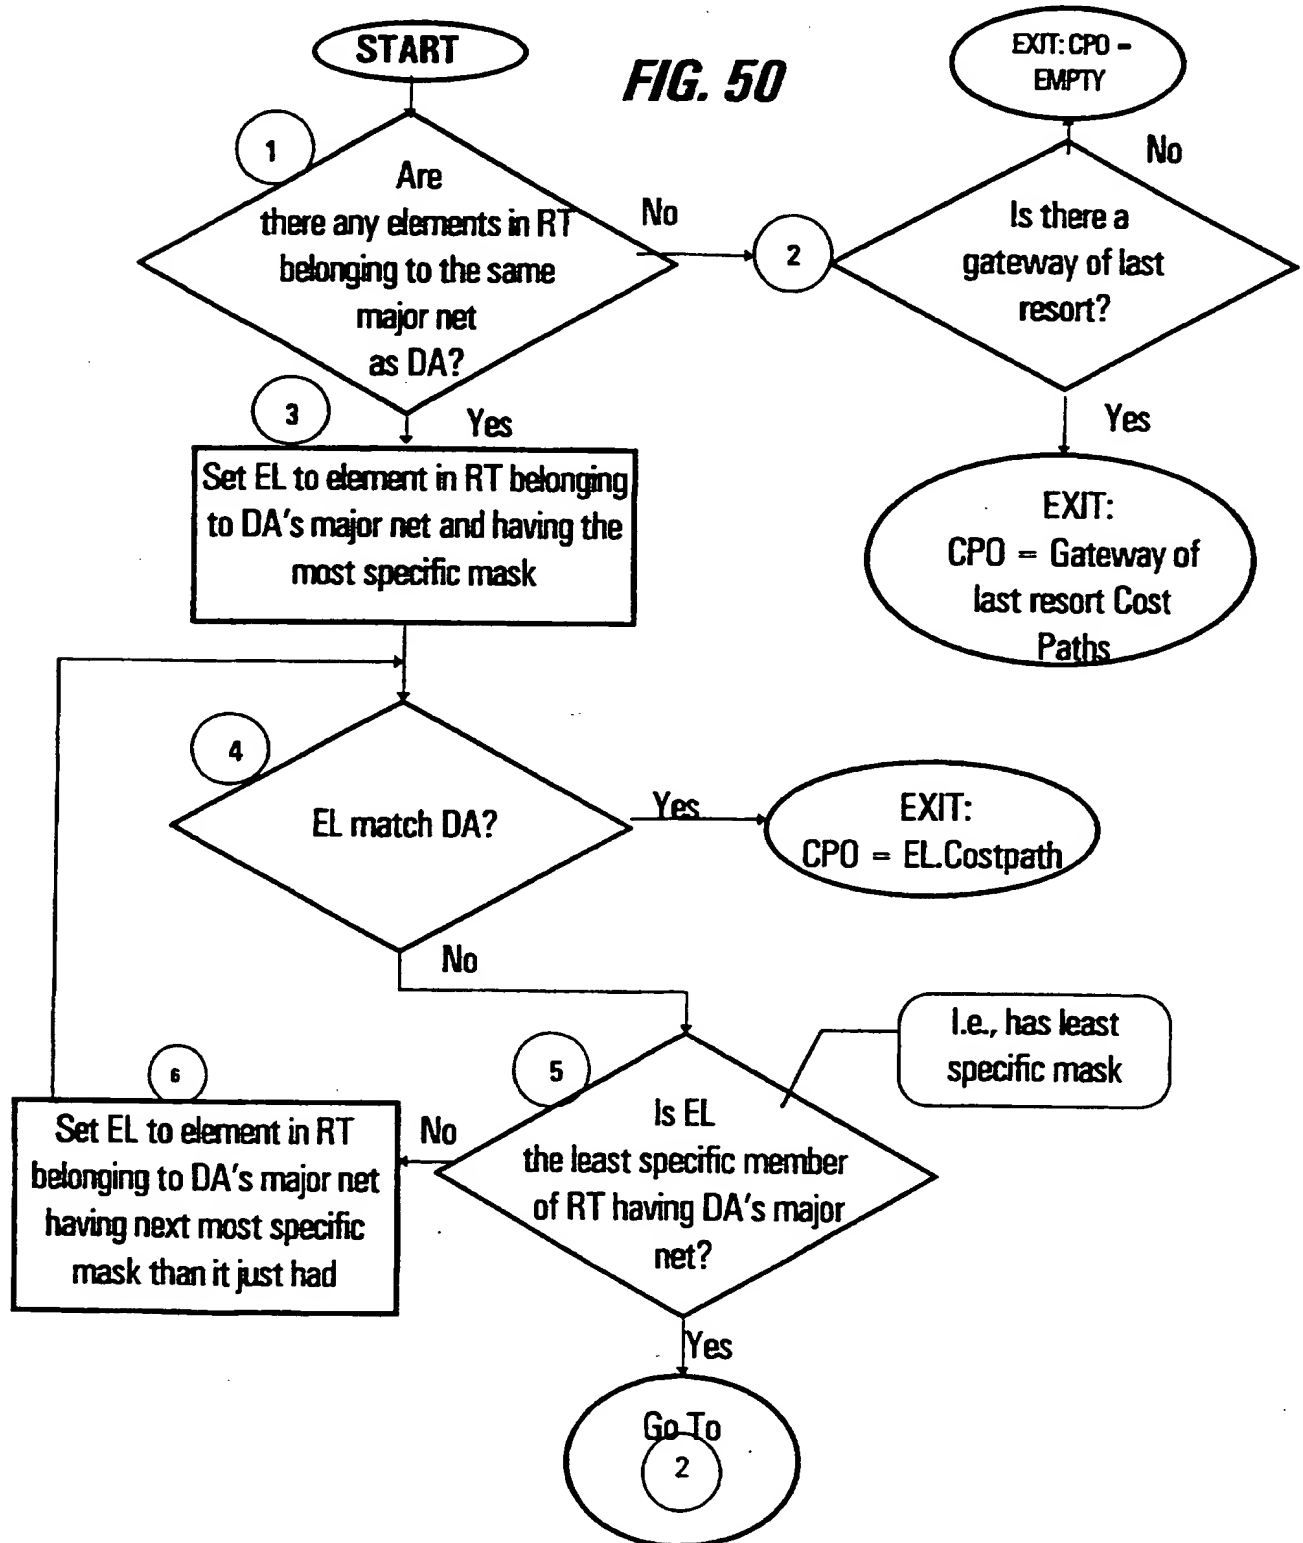 START
FIG. 50
EXIT: CPO -
EMPTY
1
Are
there any elements in RT
belonging to the same
major net
as DA?
No
2
Is there a
gateway of last
resort?
No
Yes
EXIT:
CPO = Gateway of
last resort Cost
Paths
3
Yes
Set EL to element in RT belonging
to DA's major net and having the
most specific mask
4
EL match DA?
Yes
EXIT:
CPO = EL.Costpath
No
I.e., has least
specific mask
5
Is EL
the least specific member
of RT having DA's major
net?
No
6
Set EL to element in RT
belonging to DA's major net
having next most specific
mask than it just had
Yes
Go To
2